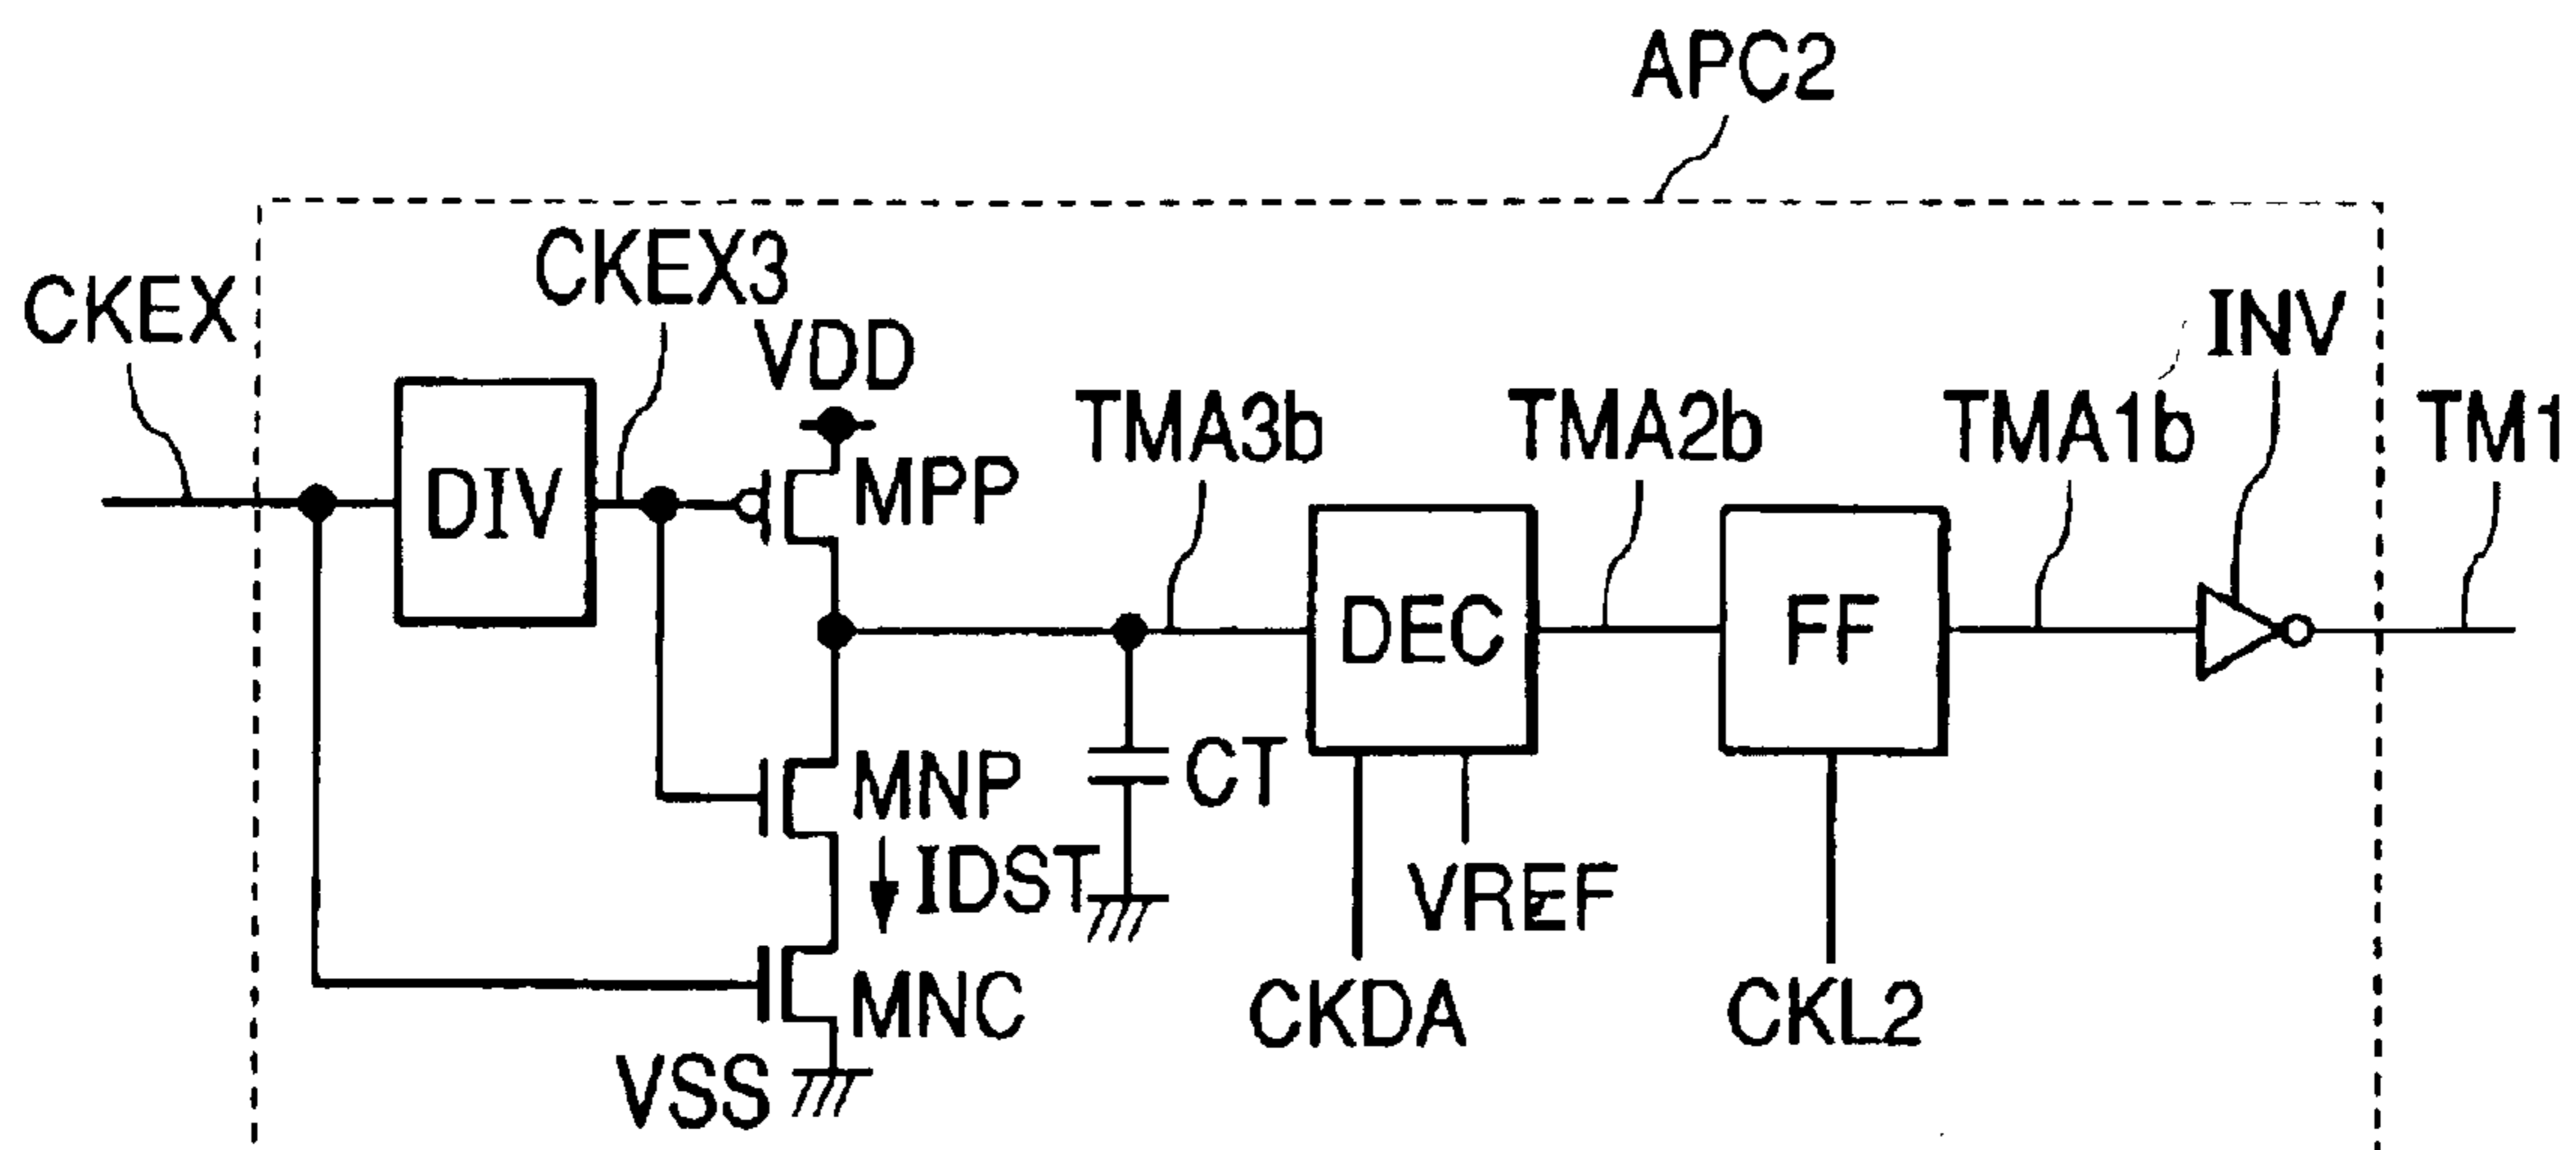 APC2
CKEX
CKEX3
VDD
INV
DIV
MPP
TMA3b
TMA2b
TMA1b
TM1
DEC
FF
MNP
CT
IDST
VREF
MNC
CKDA
CKL2
VSS